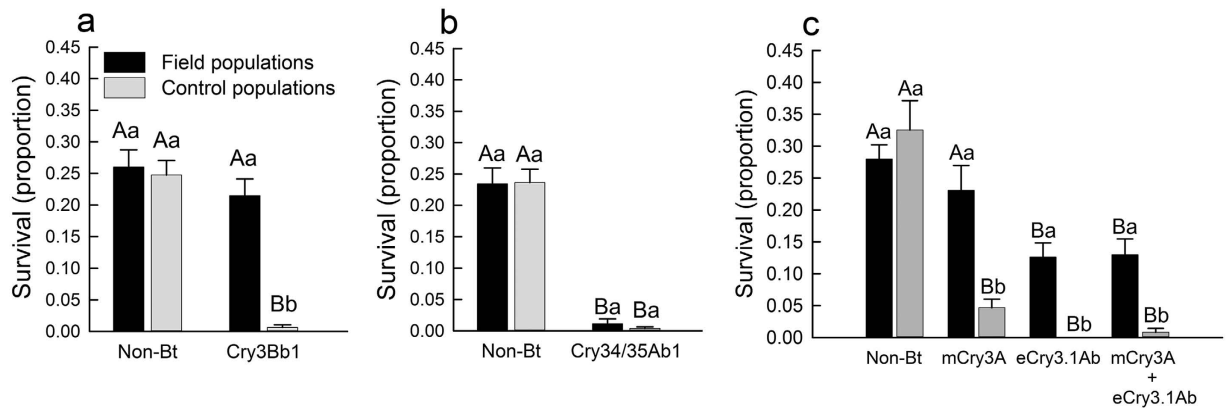 a
0.45
0.40
0.35
0.30
0.25
0.20
0.15
0.10
0.05
0.00
Survival (proportion)
Field populations
Control populations
Aa
Aa
Aa
Bb
Non-Bt
Cry3Bb1
b
0.45
0.40
0.35
0.30
0.25
0.20
0.15
0.10
0.05
0.00
Survival (proportion)
Aa
Aa
Ba
Ba
Non-Bt
Cry34/35Ab1
c
0.45
0.40
0.35
0.30
0.25
0.20
0.15
0.10
0.05
0.00
Survival (proportion)
Aa
Aa
Aa
Bb
Ba
Bb
Ba
Bb
Non-Bt
mCry3A
eCry3.1Ab
mCry3A
+
eCry3.1Ab